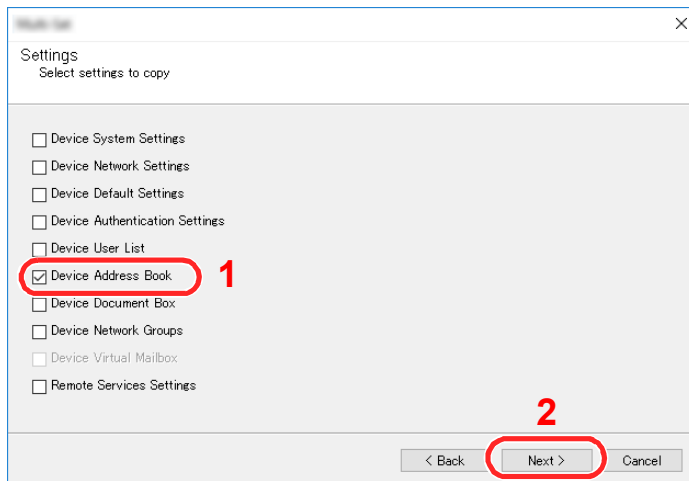 Settings
Select settings to copy
Device System Settings
Device Network Settings
Device Default Settings
Device Authentication Settings
Device User List
Device Address Book
1
Device Document Box
Device Network Groups
Device Virtual Mailbox
Remote Services Settings
2
< Back
Next >
Cancel